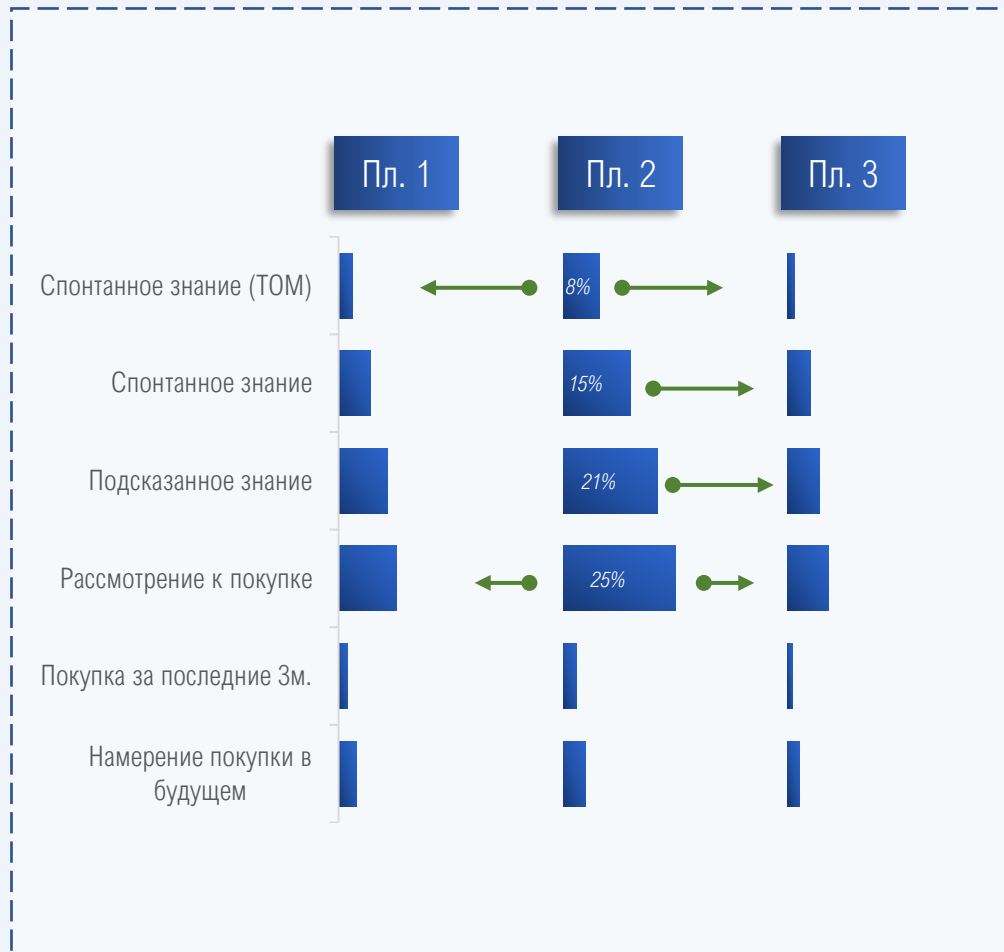 Пл. 1
Пл. 2
Пл. 3
Спонтанное знание (TOM)
8%
Спонтанное знание
15%
Подсказанное знание
21%
Рассмотрение к покупке
25%
Покупка за последние 3м.
Намерение покупки в
будущем